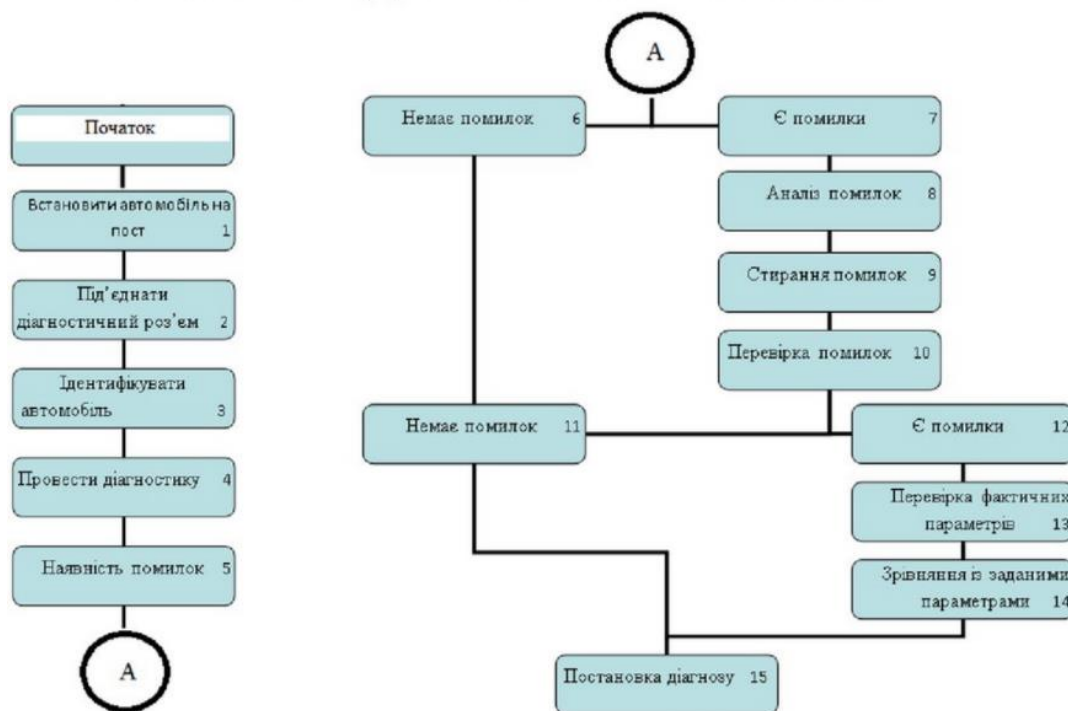 Початок
Встановити автомобіль на
пост 1
Під’єднати
діагностичний роз’єм 2
Ідентифікувати
автомобіль 3
Провести діагностику 4
Наявність помилок 5
А
А
Немає помилок 6
Є помилки 7
Аналіз помилок 8
Стирання помилок 9
Перевірка помилок 10
Немає помилок 11
Є помилки 12
Перевірка фактичних
параметрів 13
Зрівняння із заданими
параметрами 14
Постановка діагнозу 15